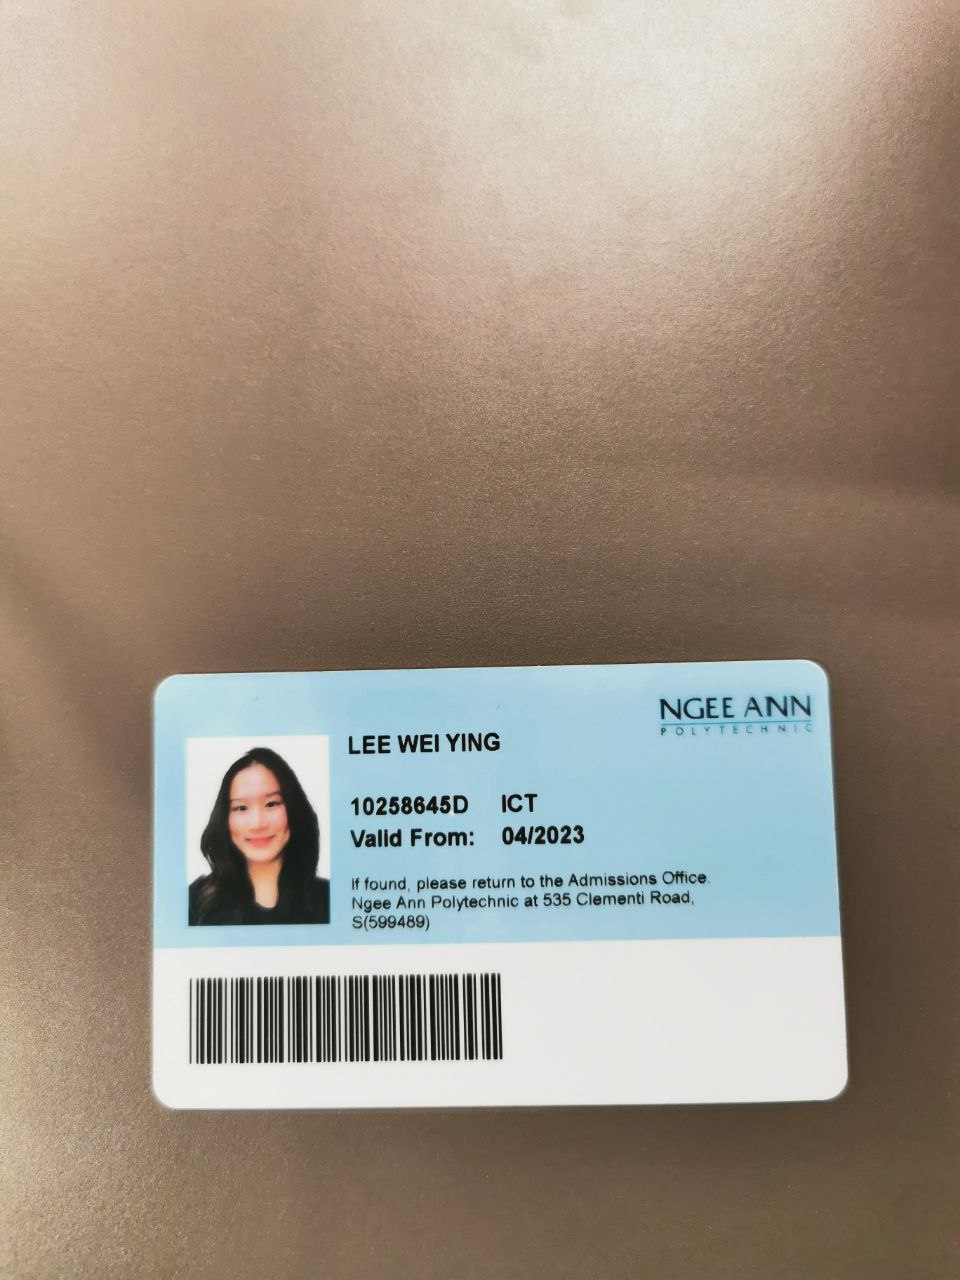 NGEE ANN
POLYTECHNIC
LEE WEI YING
10258645D ICT
Valid From: 04/2023
If found, please return to the Admissions Office.
Ngee Ann Polytechnic at 535 Clementi Road,
S(599489)